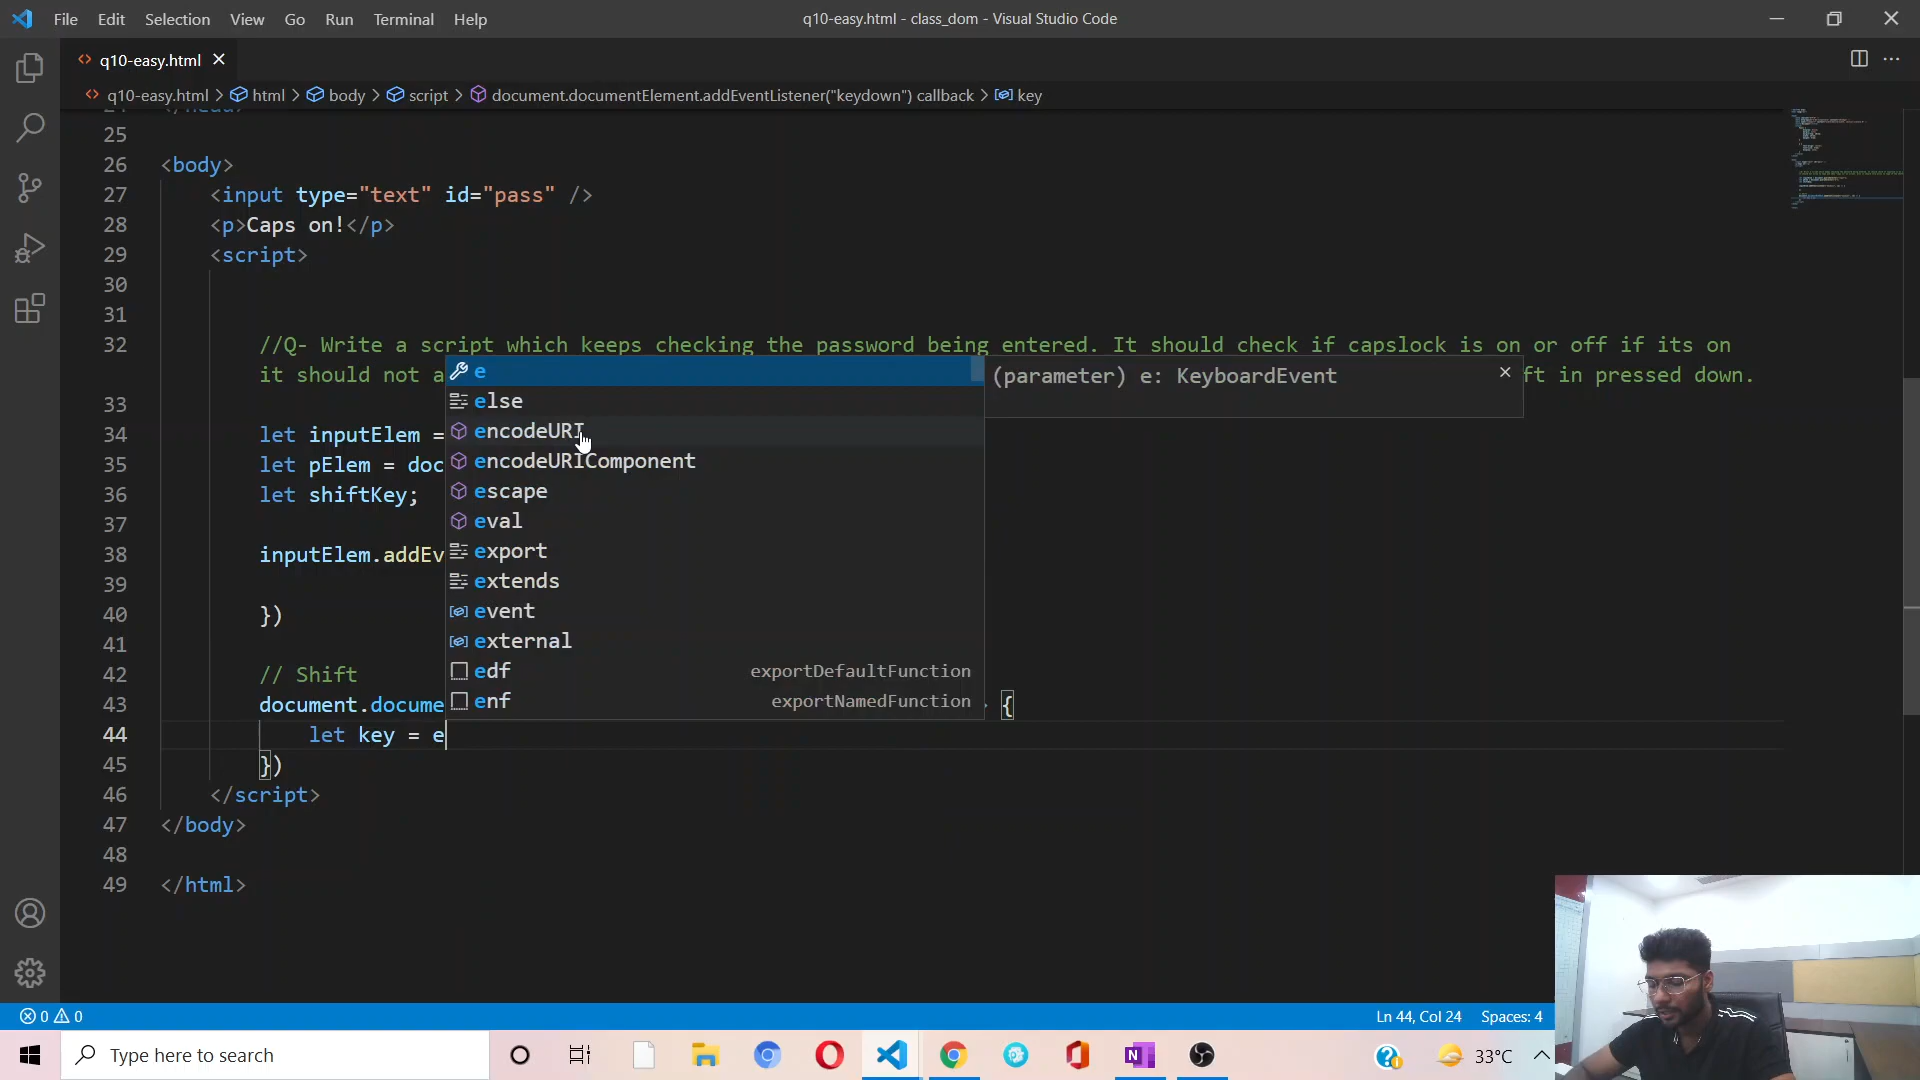 File Edit Selection View Go Run Terminal Help
q10-easy.html - class_dom - Visual Studio Code
q10-easy.html
q10-easy.html > html > body > script > document.documentElement.addEventListener("keydown") callback > key
25
26 <body>
27 <input type="text" id="pass" />
28 <p>Caps on!</p>
29 <script>
30
31
32 //Q- Write a script which keeps checking the password being entered. It should check if capslock is on or off if its on
it should not a ft in pressed down.
33
34 let inputElem =
35 let pElem = doc
36 let shiftKey;
37
38 inputElem.addEv
39
40 })
41
42 // Shift
43 document.docume {
44 let key = e
45 })
46 </script>
47 </body>
48
49 </html>
e
else
encodeURI
encodeURIComponent
escape
eval
export
extends
event
external
edf exportDefaultFunction
enf exportNamedFunction
(parameter) e: KeyboardEvent
0 0
Ln 44, Col 24 Spaces: 4
Type here to search
33°C